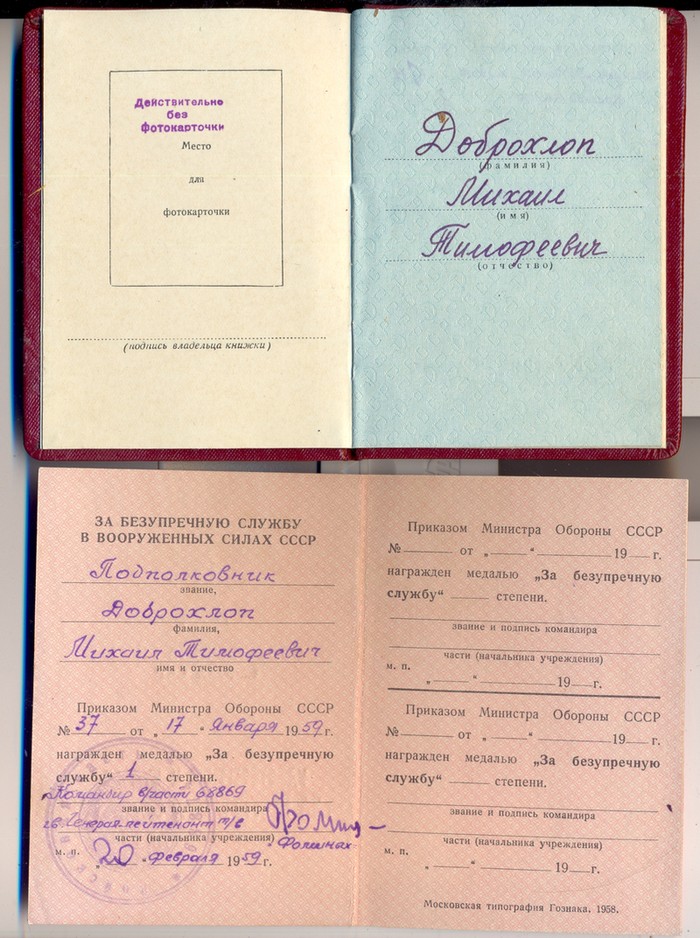 Действительно
без
фотокарточки
Место
для
фотокарточки
(подпись владельца книжки)
Доброхлоп
(фамилия)
Михаил
(имя)
Тимофеевич
(отчество)
ЗА БЕЗУПРЕЧНУЮ СЛУЖБУ
В ВООРУЖЕННЫХ СИЛАХ СССР
Подполковник
звание,
Доброхлоп
фамилия,
Михаил Тимофеевич
имя и отчество
Приказом Министра Обороны СССР
№ 37 от „ 17 “ Января 1959 г.
награжден медалью „За безупречную
службу“ 1 степени.
Командир в/части 68869
звание и подпись командира
гв. Генерал-лейтенант т/в
части (начальника учреждения)
м. п. „ 20 “ февраля 1959 г.
Приказом Министра Обороны СССР
№ от „ “ 19 г.
награжден медалью „За безупречную
службу“ степени.
звание и подпись командира
части (начальника учреждения)
м. п.
„ “ 19 г.
Приказом Министра Обороны СССР
№ от „ “ 19 г.
награжден медалью „За безупречную
службу“ степени.
звание и подпись командира
части (начальника учреждения)
м. п.
„ “ 19 г.
Московская типография Гознака. 1958.